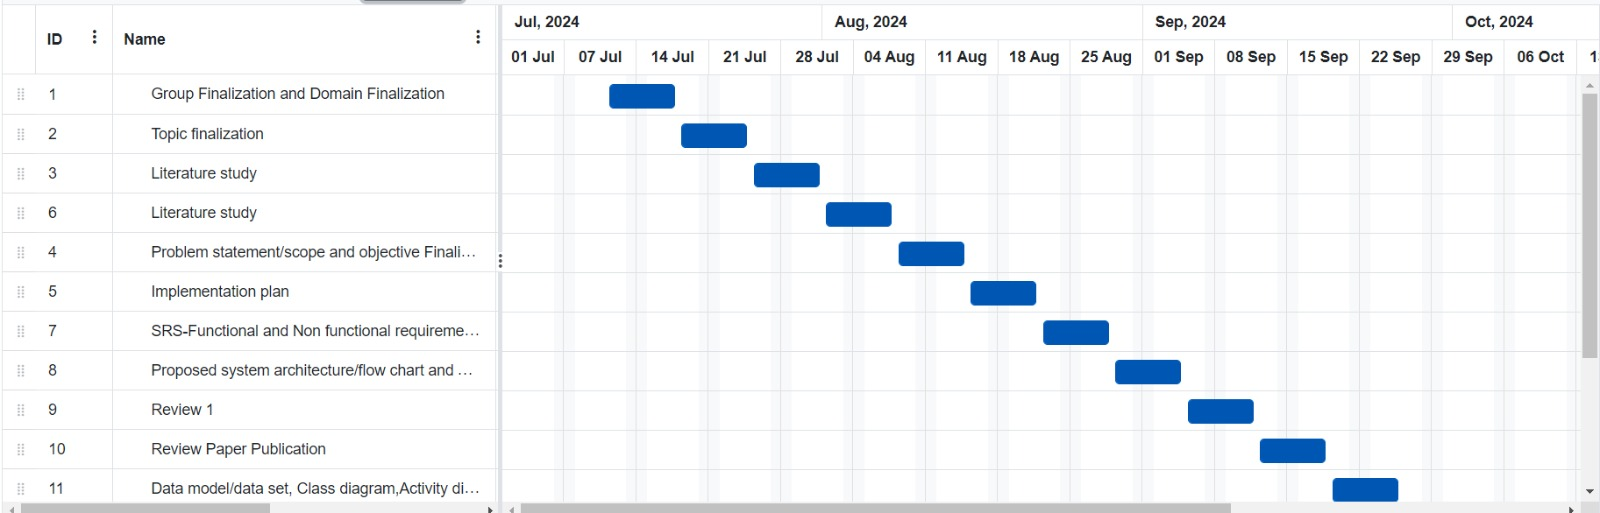 Jul, 2024 Aug, 2024 Sep, 2024 Oct, 2024
ID Name
01 Jul 07 Jul 14 Jul 21 Jul 28 Jul 04 Aug 11 Aug 18 Aug 25 Aug 01 Sep 08 Sep 15 Sep 22 Sep 29 Sep 06 Oct
1 Group Finalization and Domain Finalization
2 Topic finalization
3 Literature study
6 Literature study
4 Problem statement/scope and objective Finali...
5 Implementation plan
7 SRS-Functional and Non functional requireme...
8 Proposed system architecture/flow chart and ...
9 Review 1
10 Review Paper Publication
11 Data model/data set, Class diagram,Activity di...